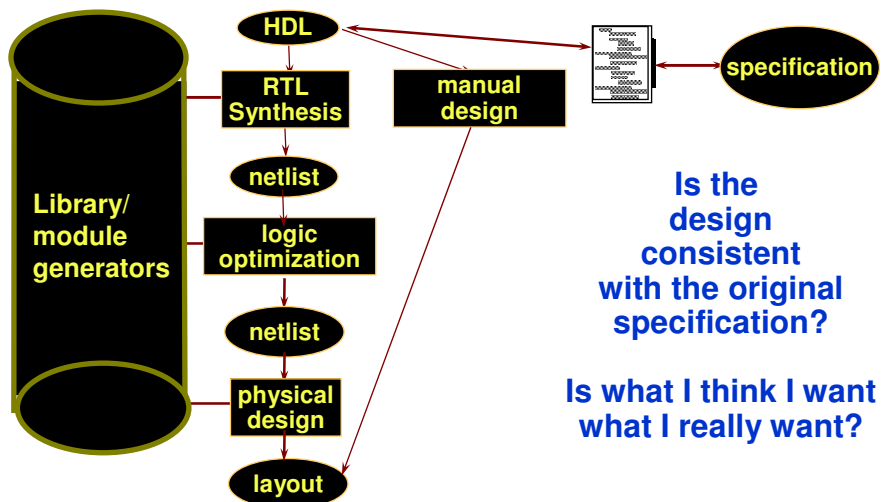 HDL
specification
RTL
Synthesis
manual
design
netlist
Library/
module
generators
logic
optimization
netlist
physical
design
layout
Is the
design
consistent
with the original
specification?
Is what I think I want
what I really want?